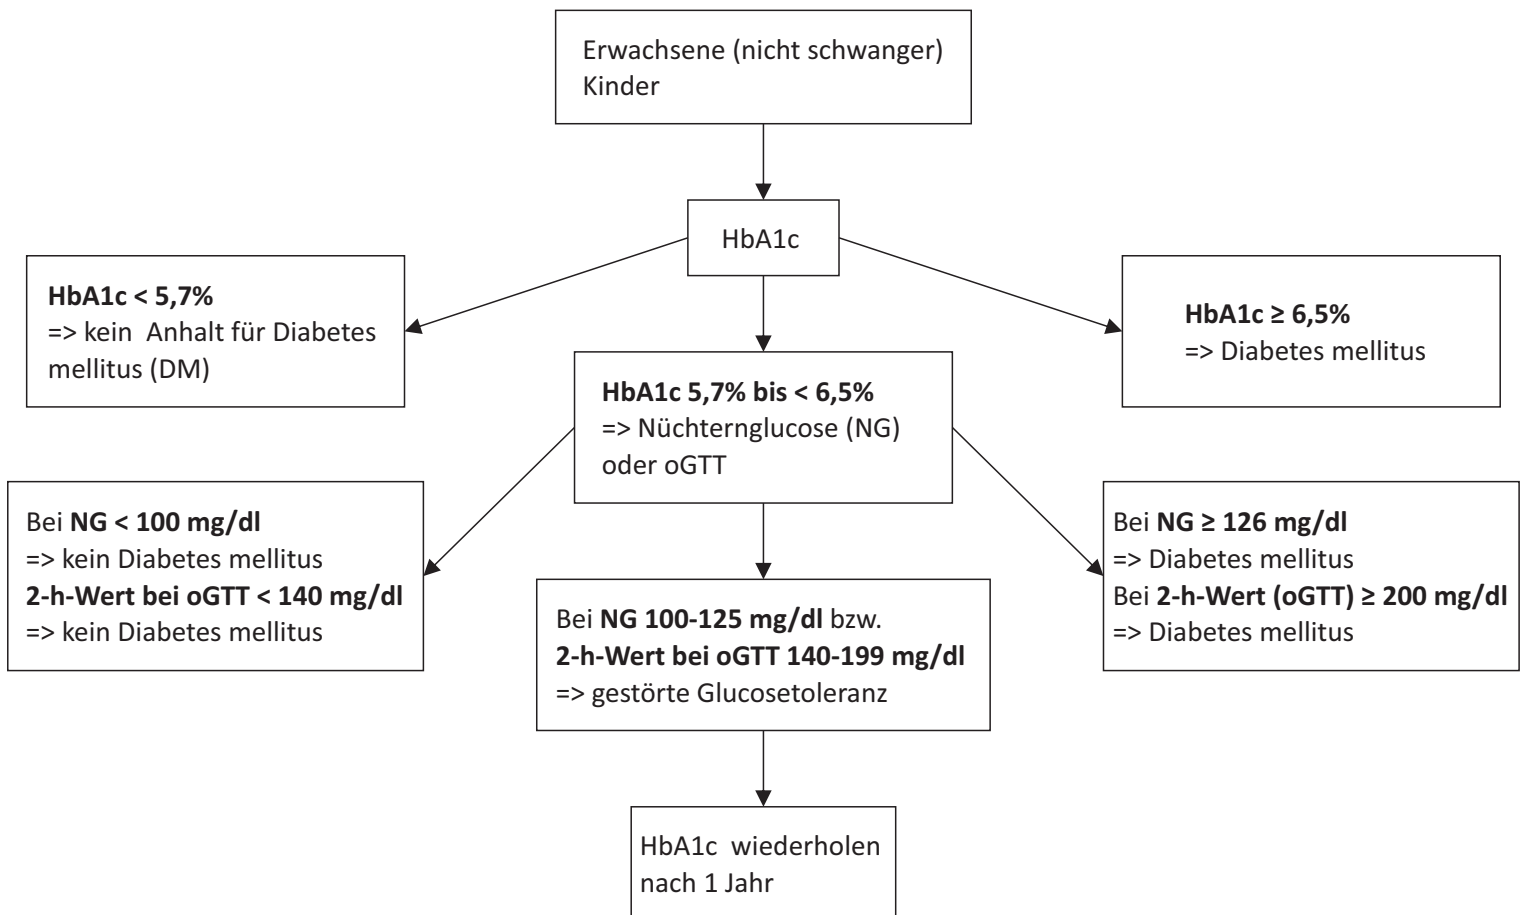 Erwachsene (nicht schwanger)
Kinder
HbA1c
HbA1c < 5,7%
=> kein Anhalt für Diabetes
mellitus (DM)
HbA1c 5,7% bis < 6,5%
=> Nüchternglucose (NG)
oder oGTT
HbA1c ≥ 6,5%
=> Diabetes mellitus
Bei NG < 100 mg/dl
=> kein Diabetes mellitus
2-h-Wert bei oGTT < 140 mg/dl
=> kein Diabetes mellitus
Bei NG 100-125 mg/dl bzw.
2-h-Wert bei oGTT 140-199 mg/dl
=> gestörte Glucosetoleranz
Bei NG ≥ 126 mg/dl
=> Diabetes mellitus
Bei 2-h-Wert (oGTT) ≥ 200 mg/dl
=> Diabetes mellitus
HbA1c wiederholen
nach 1 Jahr